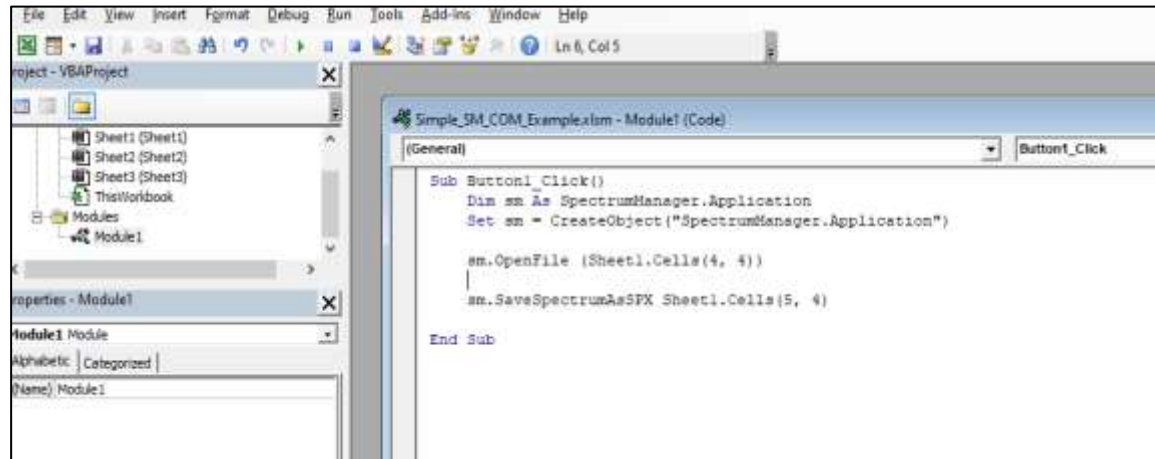 File Edit View Insert Format Debug Run Tools Add-Ins Window Help
Ln 6, Col 5
roject - VBAProject
Sheet1 (Sheet1)
Sheet2 (Sheet2)
Sheet3 (Sheet3)
ThisWorkbook
Modules
Module1
roperties - Module1
Module1 Module
Alphabetic Categorized
(Name) Module1
Simple_SM_COM_Example.xlsm - Module1 (Code)
(General) Button1_Click
Sub Button1_Click()
Dim sm As SpectrumManager.Application
Set sm = CreateObject("SpectrumManager.Application")
sm.OpenFile (Sheet1.Cells(4, 4))
sm.SaveSpectrumAsSPX Sheet1.Cells(5, 4)
End Sub